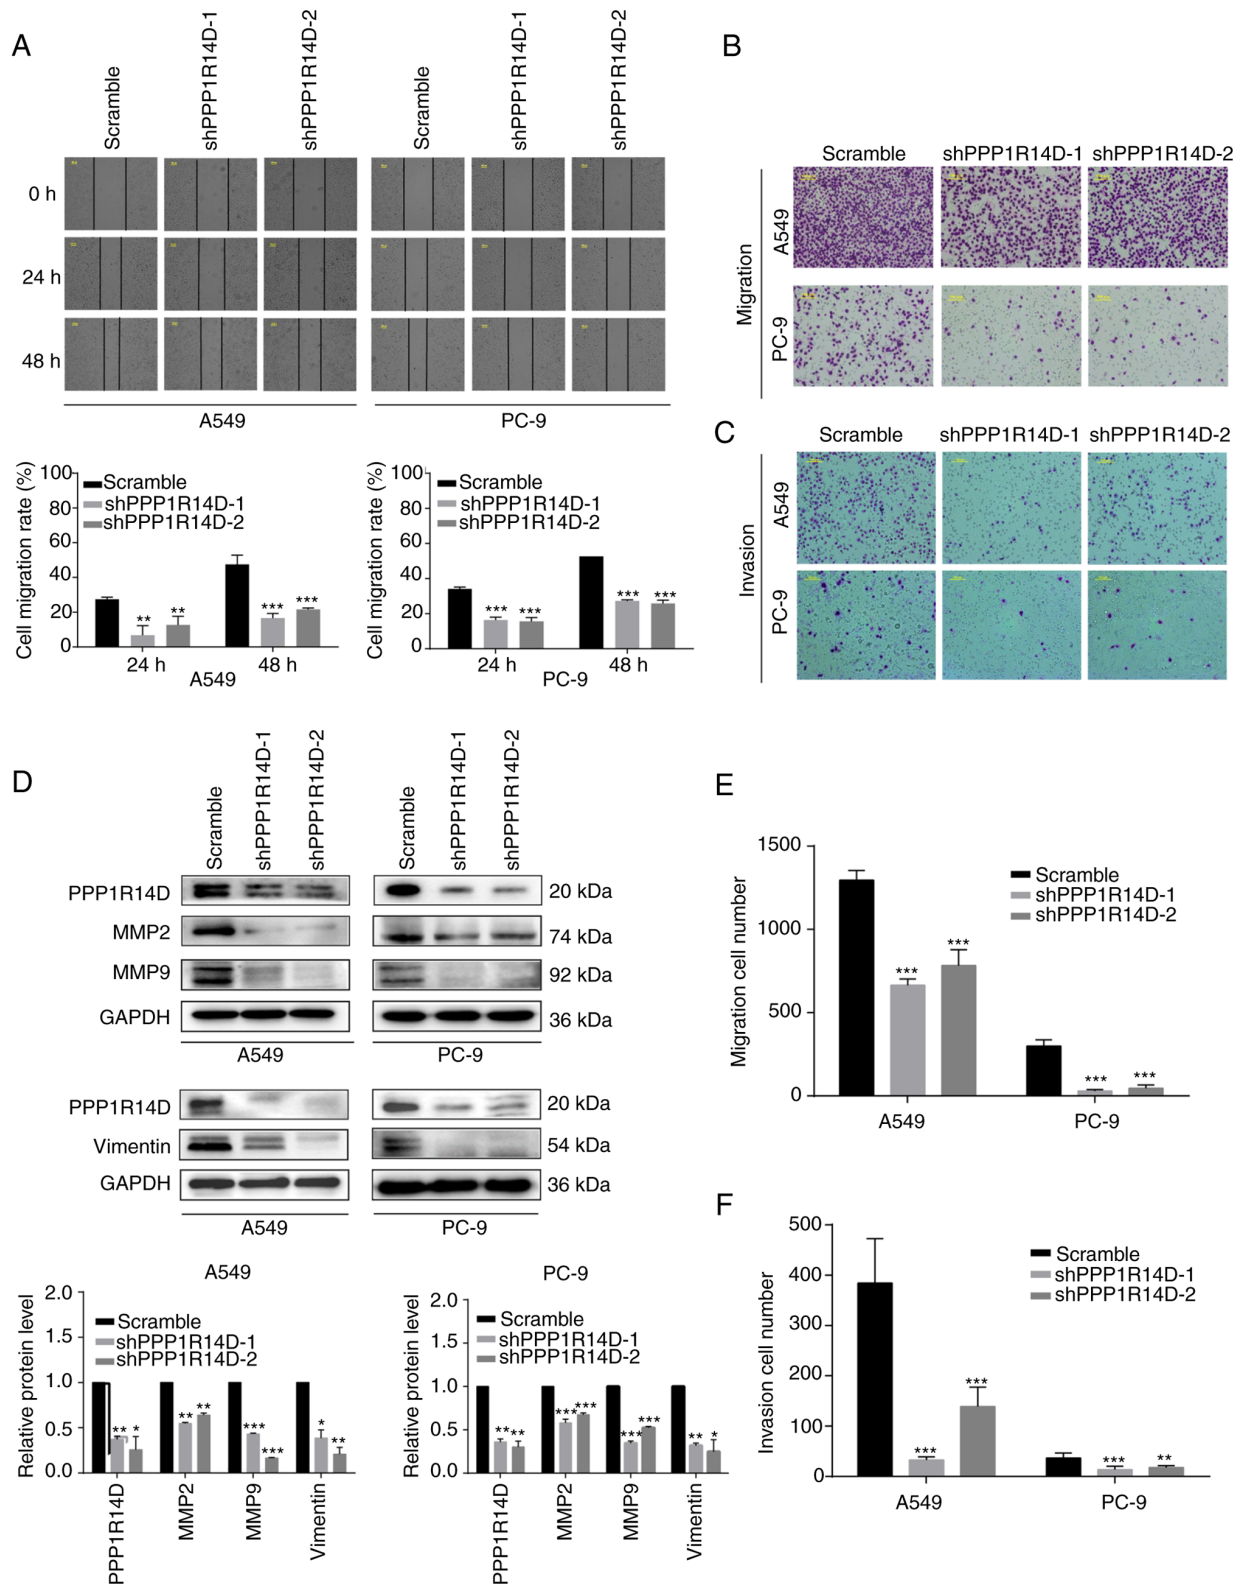 A
Scramble
shPPP1R14D-1
shPPP1R14D-2
Scramble
shPPP1R14D-1
shPPP1R14D-2
0 h
24 h
48 h
A549
PC-9
Cell migration rate (%)
100
80
60
40
20
0
Scramble
shPPP1R14D-1
shPPP1R14D-2
** **
*** ***
24 h 48 h
A549
Cell migration rate (%)
100
80
60
40
20
0
Scramble
shPPP1R14D-1
shPPP1R14D-2
*** ***
*** ***
24 h 48 h
PC-9
B
Scramble shPPP1R14D-1 shPPP1R14D-2
Migration
A549
PC-9
C
Scramble shPPP1R14D-1 shPPP1R14D-2
Invasion
A549
PC-9
D
Scramble
shPPP1R14D-1
shPPP1R14D-2
Scramble
shPPP1R14D-1
shPPP1R14D-2
PPP1R14D 20 kDa
MMP2 74 kDa
MMP9 92 kDa
GAPDH 36 kDa
A549 PC-9
PPP1R14D 20 kDa
Vimentin 54 kDa
GAPDH 36 kDa
A549 PC-9
A549
Relative protein level
2.0
1.5
1.0
0.5
0.0
Scramble
shPPP1R14D-1
shPPP1R14D-2
** *
** **
*** ***
* **
PPP1R14D
MMP2
MMP9
Vimentin
PC-9
Relative protein level
2.0
1.5
1.0
0.5
0.0
Scramble
shPPP1R14D-1
shPPP1R14D-2
** **
*** ***
*** ***
** *
PPP1R14D
MMP2
MMP9
Vimentin
E
Migration cell number
1500
1000
500
0
Scramble
shPPP1R14D-1
shPPP1R14D-2
*** ***
*** ***
A549 PC-9
F
Invasion cell number
500
400
300
200
100
0
Scramble
shPPP1R14D-1
shPPP1R14D-2
*** ***
*** **
A549 PC-9